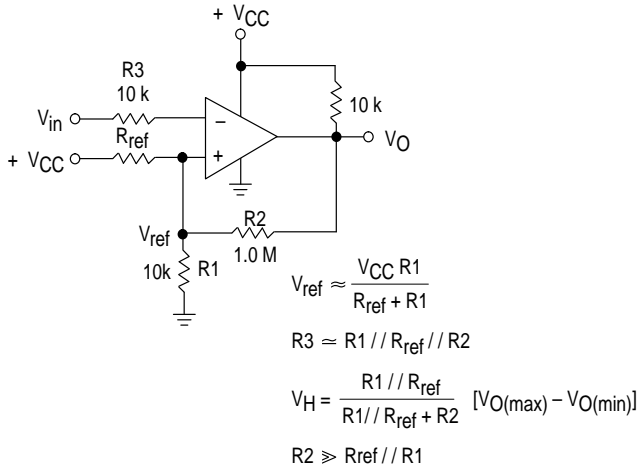 + VCC
R3
10 k
10 k
Vin
–
Rref
VO
+ VCC
+
R2
Vref
1.0 M
10k
R1
Vref ≈ VCC R1
Rref + R1
R3 ≃ R1 // Rref // R2
VH = R1 // Rref
R1// Rref + R2
[VO(max) – VO(min)]
R2 ≫ Rref // R1